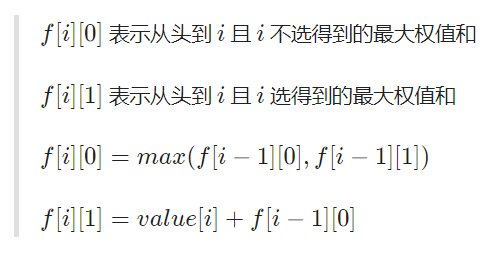 f[i][0] 表示从头到 i 且 i 不选得到的最大权值和
f[i][1] 表示从头到 i 且 i 选得到的最大权值和
f[i][0] = max(f[i − 1][0], f[i − 1][1])
f[i][1] = value[i] + f[i − 1][0]